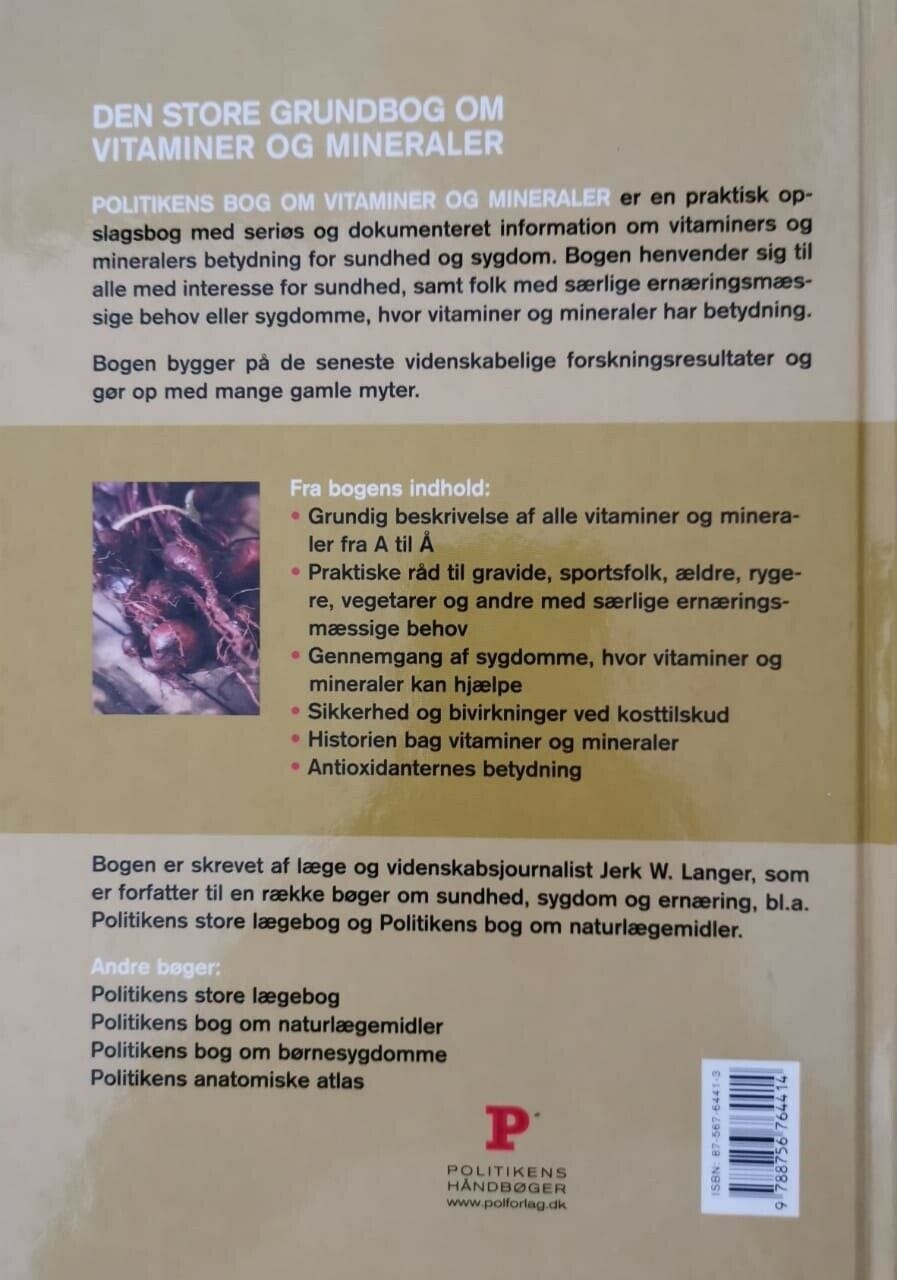 DEN STORE GRUNDBOG OM
VITAMINER OG MINERALER
POLITIKENS BOG OM VITAMINER OG MINERALER er en praktisk op-
slagsbog med seriøs og dokumenteret information om vitaminers og
mineralers betydning for sundhed og sygdom. Bogen henvender sig til
alle med interesse for sundhed, samt folk med særlige ernæringsmæs-
sige behov eller sygdomme, hvor vitaminer og mineraler har betydning.
Bogen bygger på de seneste videnskabelige forskningsresultater og
gør op med mange gamle myter.
Fra bogens indhold:
• Grundig beskrivelse af alle vitaminer og minera-
ler fra A til Å
• Praktiske råd til gravide, sportsfolk, ældre, ryge-
re, vegetarer og andre med særlige ernærings-
mæssige behov
• Gennemgang af sygdomme, hvor vitaminer og
mineraler kan hjælpe
• Sikkerhed og bivirkninger ved kosttilskud
• Historien bag vitaminer og mineraler
• Antioxidanternes betydning
Bogen er skrevet af læge og videnskabsjournalist Jerk W. Langer, som
er forfatter til en række bøger om sundhed, sygdom og ernæring, bl.a.
Politikens store lægebog og Politikens bog om naturlægemidler.
Andre bøger:
Politikens store lægebog
Politikens bog om naturlægemidler
Politikens bog om børnesygdomme
Politikens anatomiske atlas
P
POLITIKENS
HÅNDBØGER
www.polforlag.dk
ISBN: 87-567-6441-3
9 788756 764414